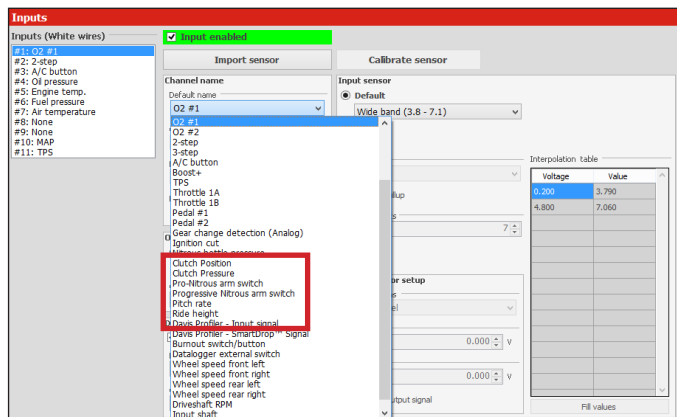 Inputs
Inputs (White wires)
#1: O2 #1
#2: 2-step
#3: A/C button
#4: Oil pressure
#5: Engine temp.
#6: Fuel pressure
#7: Air temperature
#8: None
#9: None
#10: MAP
#11: TPS
Input enabled
Import sensor
Calibrate sensor
Channel name
Default name
O2 #1
O2 #1
O2 #2
2-step
3-step
A/C button
Boost+
TPS
Throttle 1A
Throttle 1B
Pedal #1
Pedal #2
Gear change detection (Analog)
Ignition cut
Nitrous bottle pressure
Clutch Position
Clutch Pressure
Pro-Nitrous arm switch
Progressive Nitrous arm switch
Pitch rate
Ride height
Davis Profiler - Input signal
Davis Profiler - SmartDrop™ Signal
Burnout switch/button
Datalogger external switch
Wheel speed front left
Wheel speed front right
Wheel speed rear left
Wheel speed rear right
Driveshaft RPM
Input shaft
Input sensor
Default
Wide band (3.8 - 7.1)
7
setup
0.000 v
0.000 v
signal
Interpolation table
Voltage Value
0.200 3.790
4.800 7.060
Fill values